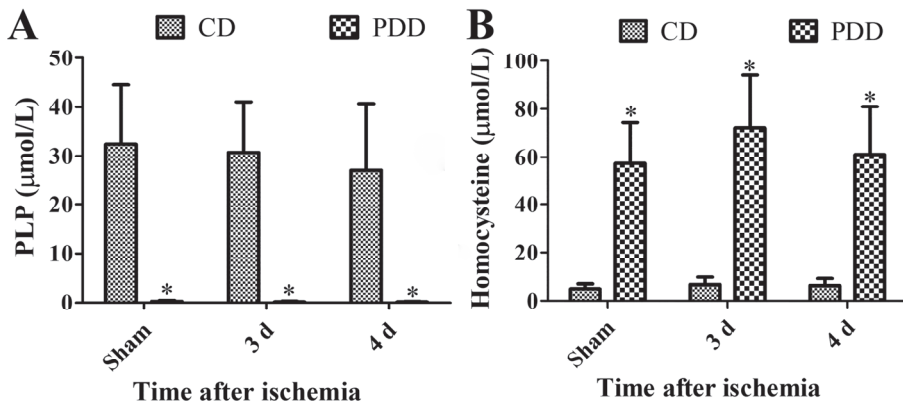 A
CD
PDD
PLP (μmol/L)
50
40
30
20
10
0
*
*
*
Sham
3 d
4 d
Time after ischemia
B
CD
PDD
Homocysteine (μmol/L)
100
80
60
40
20
0
*
*
*
Sham
3 d
4 d
Time after ischemia